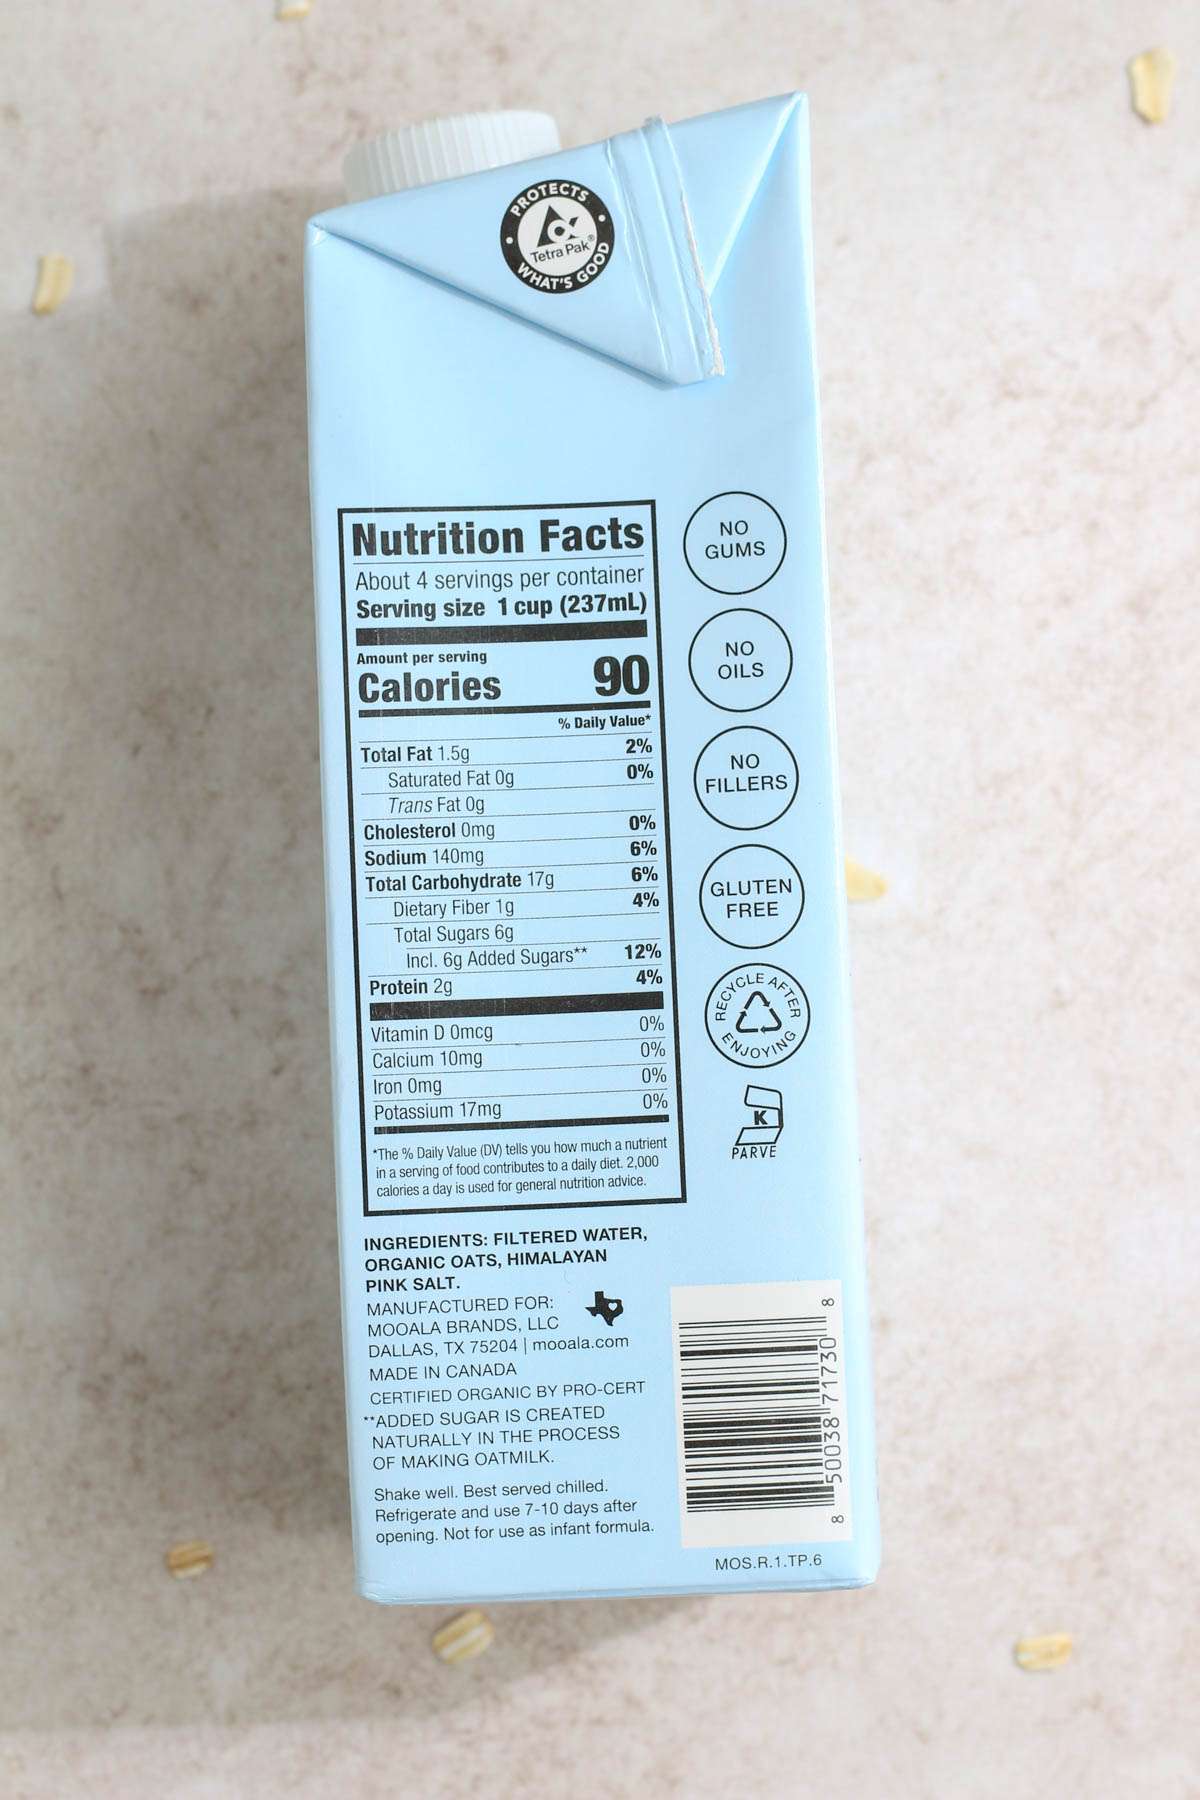 PROTECTS
Tetra Pak®
WHAT'S GOOD
Nutrition Facts
About 4 servings per container
Serving size 1 cup (237mL)
Amount per serving
Calories 90
% Daily Value*
Total Fat 1.5g 2%
Saturated Fat 0g 0%
Trans Fat 0g
Cholesterol 0mg 0%
Sodium 140mg 6%
Total Carbohydrate 17g 6%
Dietary Fiber 1g 4%
Total Sugars 6g
Incl. 6g Added Sugars** 12%
Protein 2g 4%
Vitamin D 0mcg 0%
Calcium 10mg 0%
Iron 0mg 0%
Potassium 17mg 0%
*The % Daily Value (DV) tells you how much a nutrient
in a serving of food contributes to a daily diet. 2,000
calories a day is used for general nutrition advice.
NO
GUMS
NO
OILS
NO
FILLERS
GLUTEN
FREE
RECYCLE AFTER
ENJOYING
K
PARVE
INGREDIENTS: FILTERED WATER,
ORGANIC OATS, HIMALAYAN
PINK SALT.
MANUFACTURED FOR:
MOOALA BRANDS, LLC
DALLAS, TX 75204 | mooala.com
MADE IN CANADA
CERTIFIED ORGANIC BY PRO-CERT
**ADDED SUGAR IS CREATED
NATURALLY IN THE PROCESS
OF MAKING OATMILK.
Shake well. Best served chilled.
Refrigerate and use 7-10 days after
opening. Not for use as infant formula.
8 50038 71730 8
MOS.R.1.TP.6